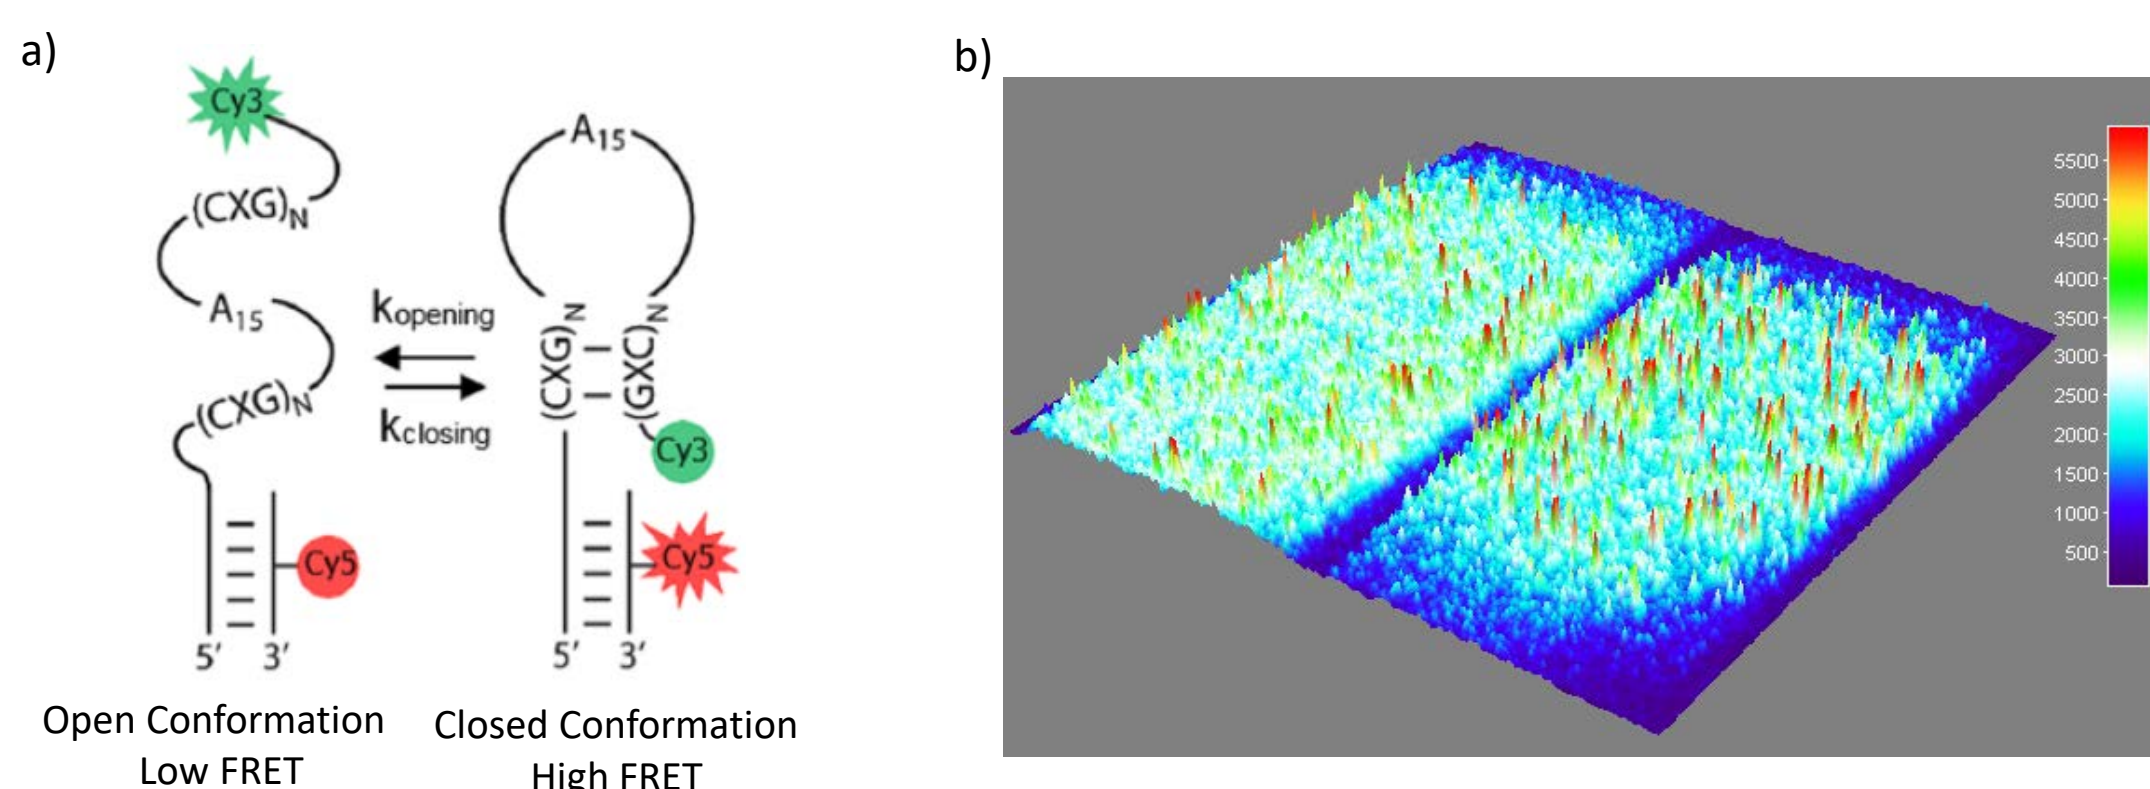 a)
Cy3
(CXG)N
A15
(CXG)N
Cy5
5′ 3′
Open Conformation
Low FRET
kopening
kclosing
A15
(CXG)N
(GXC)N
Cy3
Cy5
5′ 3′
Closed Conformation
High FRET
b)
5500
5000
4500
4000
3500
3000
2500
2000
1500
1000
500